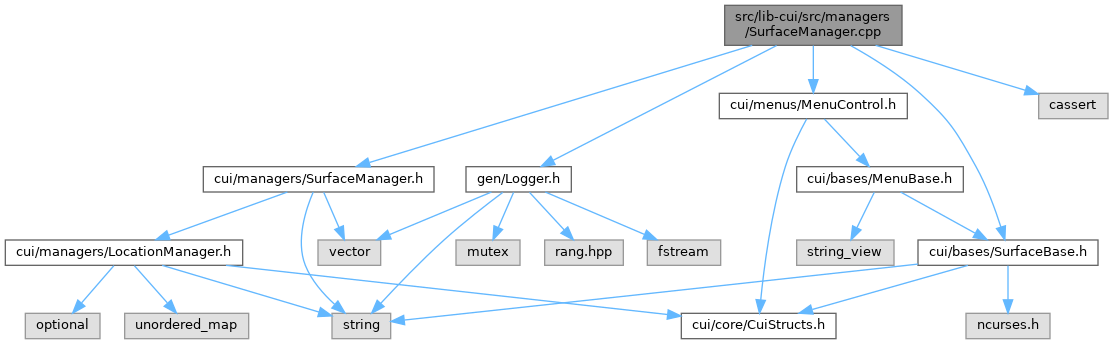 src/lib-cui/src/managers
/SurfaceManager.cpp
cui/menus/MenuControl.h
cassert
cui/managers/SurfaceManager.h
gen/Logger.h
cui/bases/MenuBase.h
cui/managers/LocationManager.h
vector
mutex
rang.hpp
fstream
string_view
cui/bases/SurfaceBase.h
optional
unordered_map
string
cui/core/CuiStructs.h
ncurses.h